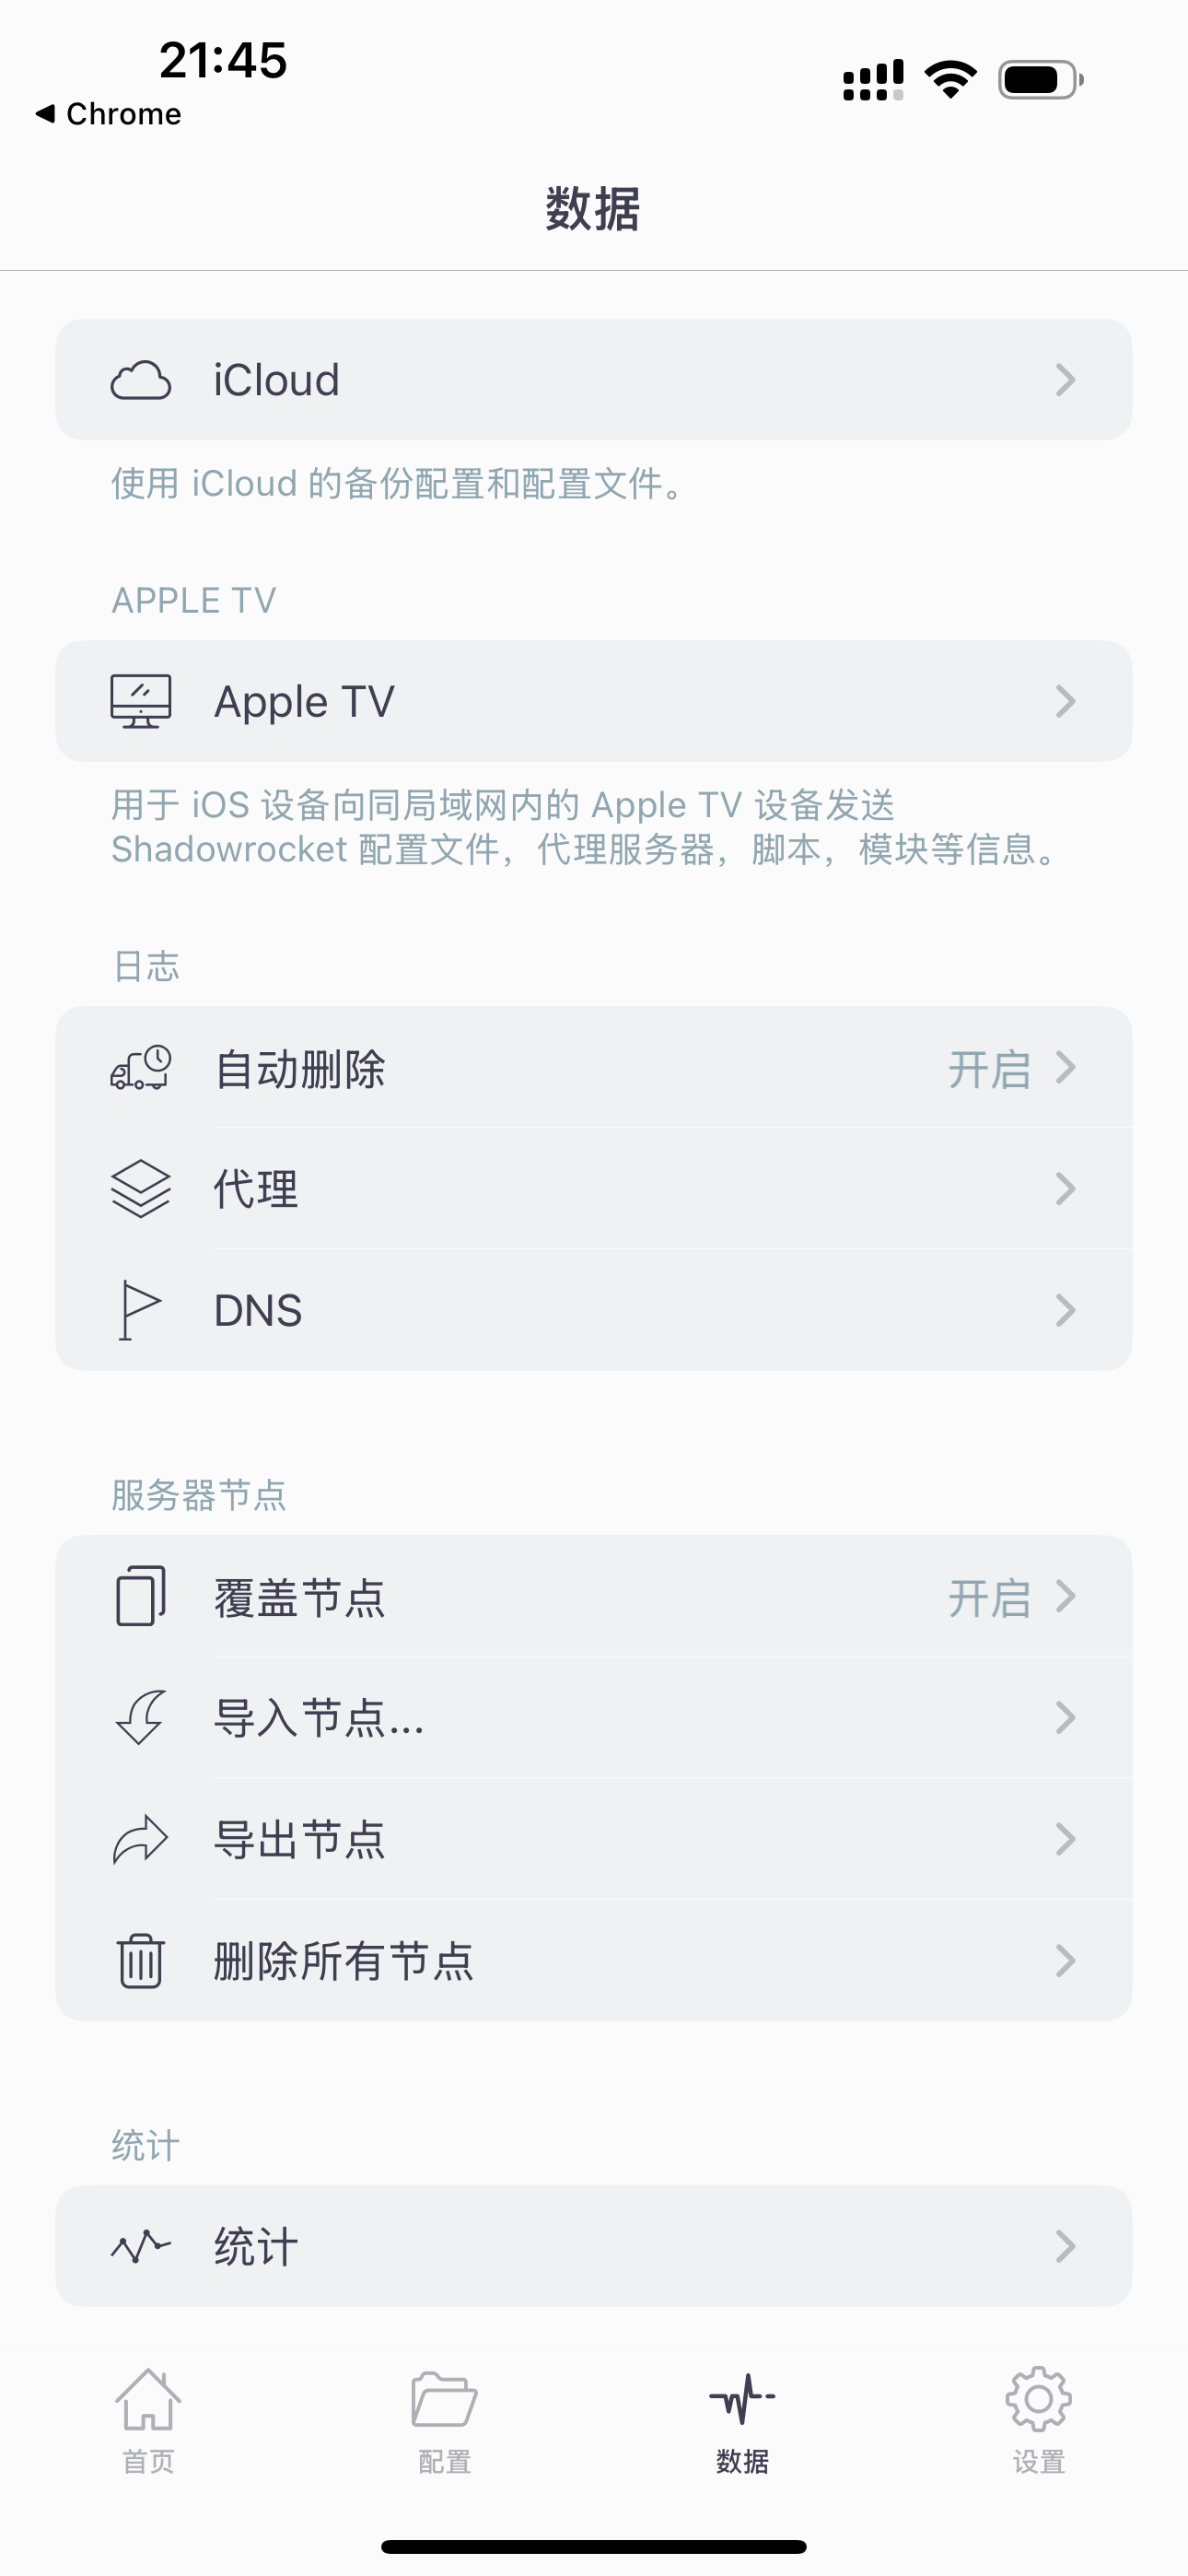 21:45
Chrome
数据
iCloud
使用 iCloud 的备份配置和配置文件。
APPLE TV
Apple TV
用于 iOS 设备向同局域网内的 Apple TV 设备发送
Shadowrocket 配置文件，代理服务器，脚本，模块等信息。
日志
自动删除 开启
代理
DNS
服务器节点
覆盖节点 开启
导入节点...
导出节点
删除所有节点
统计
统计
首页 配置 数据 设置